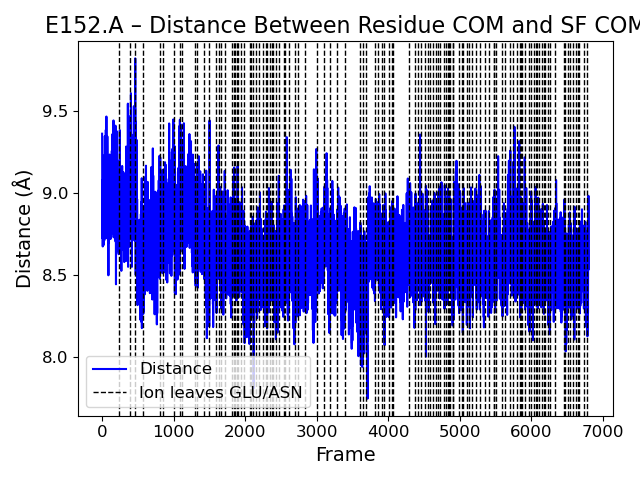 E152.A – Distance Between Residue COM and SF COM
Distance (Å)
9.5
9.0
8.5
8.0
Distance
Ion leaves GLU/ASN
0 1000 2000 3000 4000 5000 6000 7000
Frame